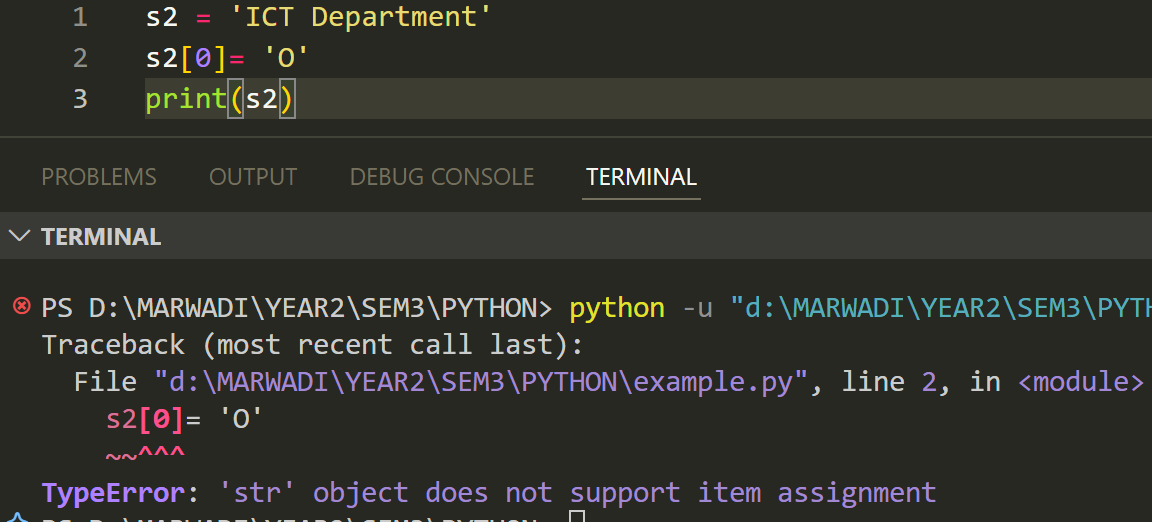 1 s2 = 'ICT Department'
2 s2[0]= 'O'
3 print(s2)
PROBLEMS OUTPUT DEBUG CONSOLE TERMINAL
TERMINAL
PS D:\MARWADI\YEAR2\SEM3\PYTHON> python -u "d:\MARWADI\YEAR2\SEM3\PYTH
Traceback (most recent call last):
File "d:\MARWADI\YEAR2\SEM3\PYTHON\example.py", line 2, in <module>
s2[0]= 'O'
~~^^^
TypeError: 'str' object does not support item assignment